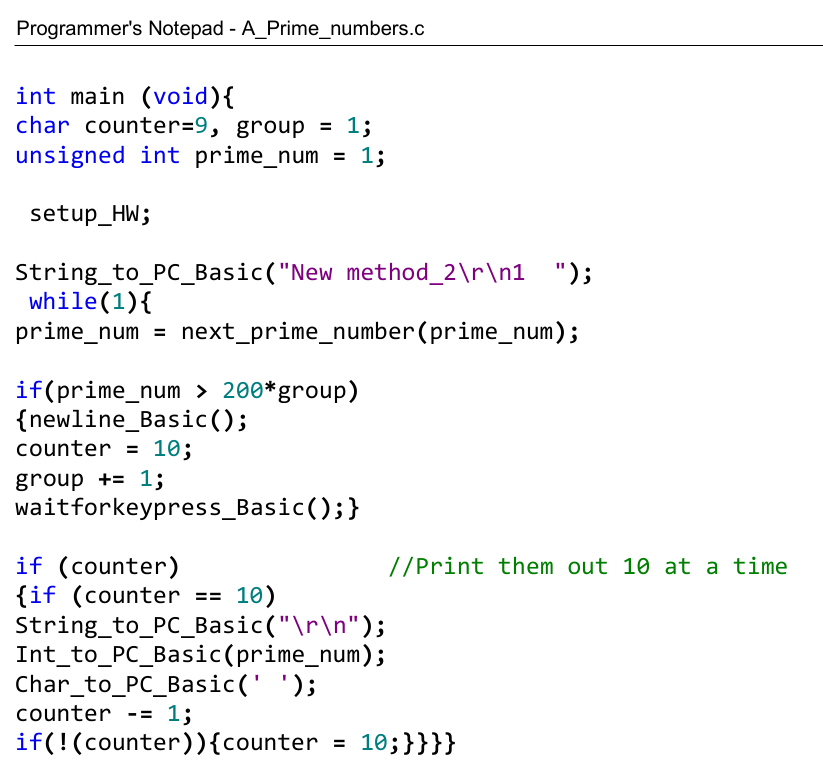 Programmer's Notepad - A_Prime_numbers.c
int main (void){
char counter=9, group = 1;
unsigned int prime_num = 1;
 setup_HW;
String_to_PC_Basic("New method_2\r\n1  ");
 while(1){
prime_num = next_prime_number(prime_num);
if(prime_num > 200*group)
{newline_Basic();
counter = 10;
group += 1;
waitforkeypress_Basic();}
if (counter)               //Print them out 10 at a time
{if (counter == 10)
String_to_PC_Basic("\r\n");
Int_to_PC_Basic(prime_num);
Char_to_PC_Basic(' ');
counter -= 1;
if(!(counter)){counter = 10;}}}}